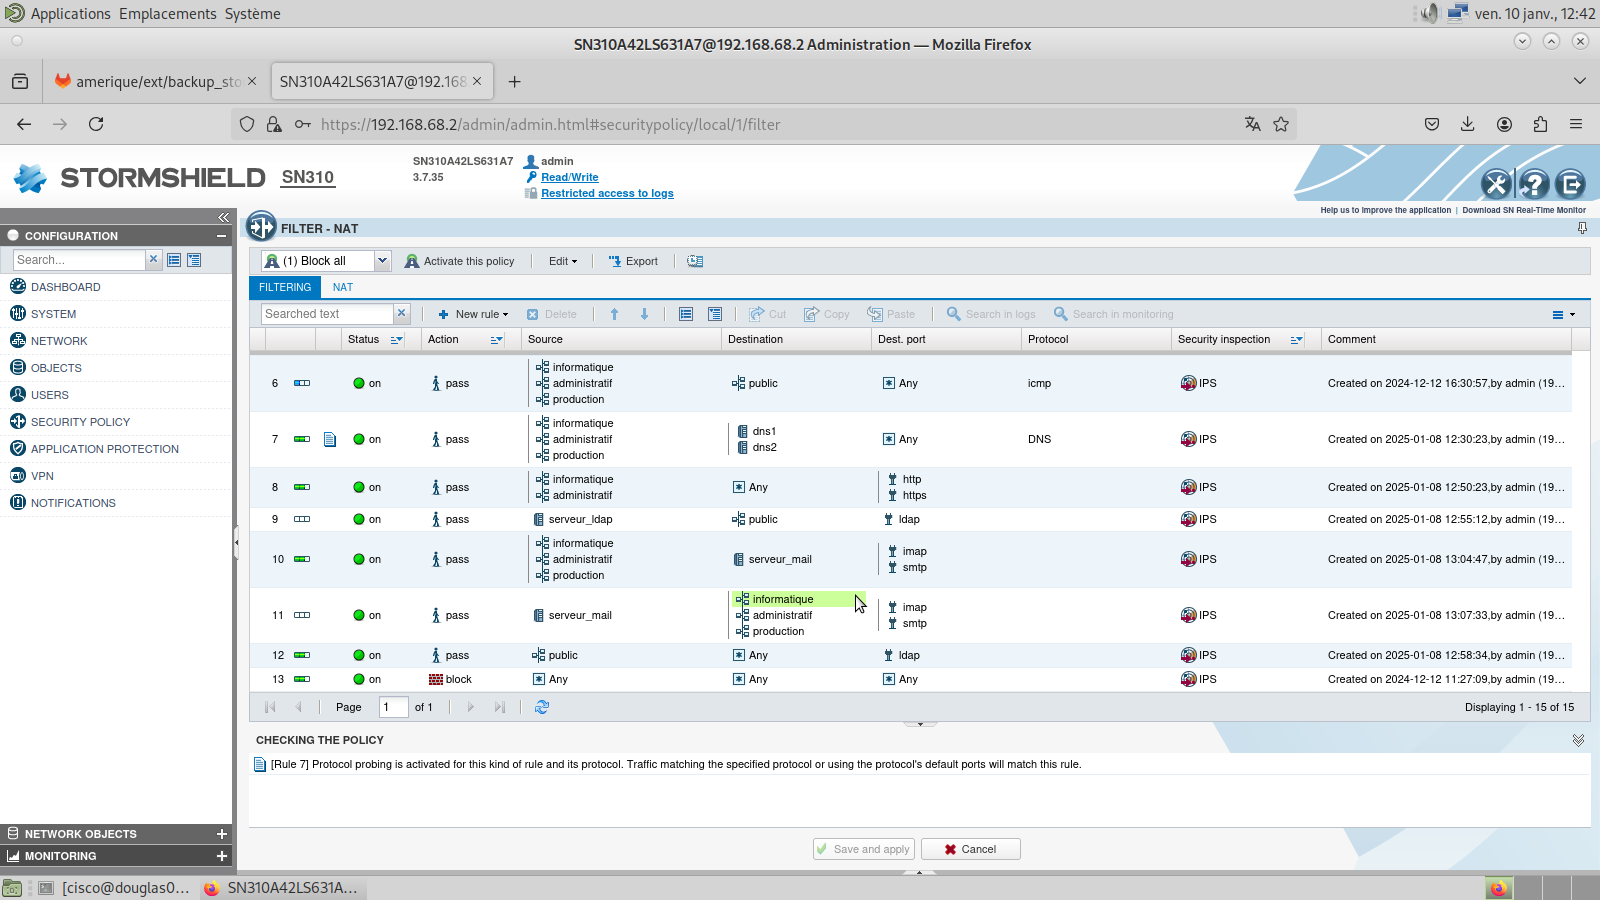 Applications Emplacements Système ven. 10 janv., 12:42
SN310A42LS631A7@192.168.68.2 Administration — Mozilla Firefox
amerique/ext/backup_sto SN310A42LS631A7@192.168
https://192.168.68.2/admin/admin.html#securitypolicy/local/1/filter
STORMSHIELD SN310
SN310A42LS631A7 admin
3.7.35 Read/Write
Restricted access to logs
Help us to improve the application | Download SN Real-Time Monitor
CONFIGURATION
Search...
DASHBOARD
SYSTEM
NETWORK
OBJECTS
USERS
SECURITY POLICY
APPLICATION PROTECTION
VPN
NOTIFICATIONS
NETWORK OBJECTS
MONITORING
FILTER - NAT
(1) Block all Activate this policy Edit Export
FILTERING NAT
Searched text New rule Delete Cut Copy Paste Search in logs Search in monitoring
Status Action Source Destination Dest. port Protocol Security inspection Comment
informatique
6 on pass administratif public Any icmp IPS Created on 2024-12-12 16:30:57,by admin (19...
production
informatique
dns1
7 on pass administratif Any DNS IPS Created on 2025-01-08 12:30:23,by admin (19...
dns2
production
informatique http
8 on pass Any IPS Created on 2025-01-08 12:50:23,by admin (19...
administratif https
9 on pass serveur_ldap public ldap IPS Created on 2025-01-08 12:55:12,by admin (19...
informatique
imap
10 on pass administratif serveur_mail IPS Created on 2025-01-08 13:04:47,by admin (19...
smtp
production
informatique
imap
11 on pass serveur_mail administratif IPS Created on 2025-01-08 13:07:33,by admin (19...
smtp
production
12 on pass public Any ldap IPS Created on 2025-01-08 12:58:34,by admin (19...
13 on block Any Any Any IPS Created on 2024-12-12 11:27:09,by admin (19...
Page 1 of 1 Displaying 1 - 15 of 15
CHECKING THE POLICY
[Rule 7] Protocol probing is activated for this kind of rule and its protocol. Traffic matching the specified protocol or using the protocol's default ports will match this rule.
Save and apply Cancel
[cisco@douglas0... SN310A42LS631A...